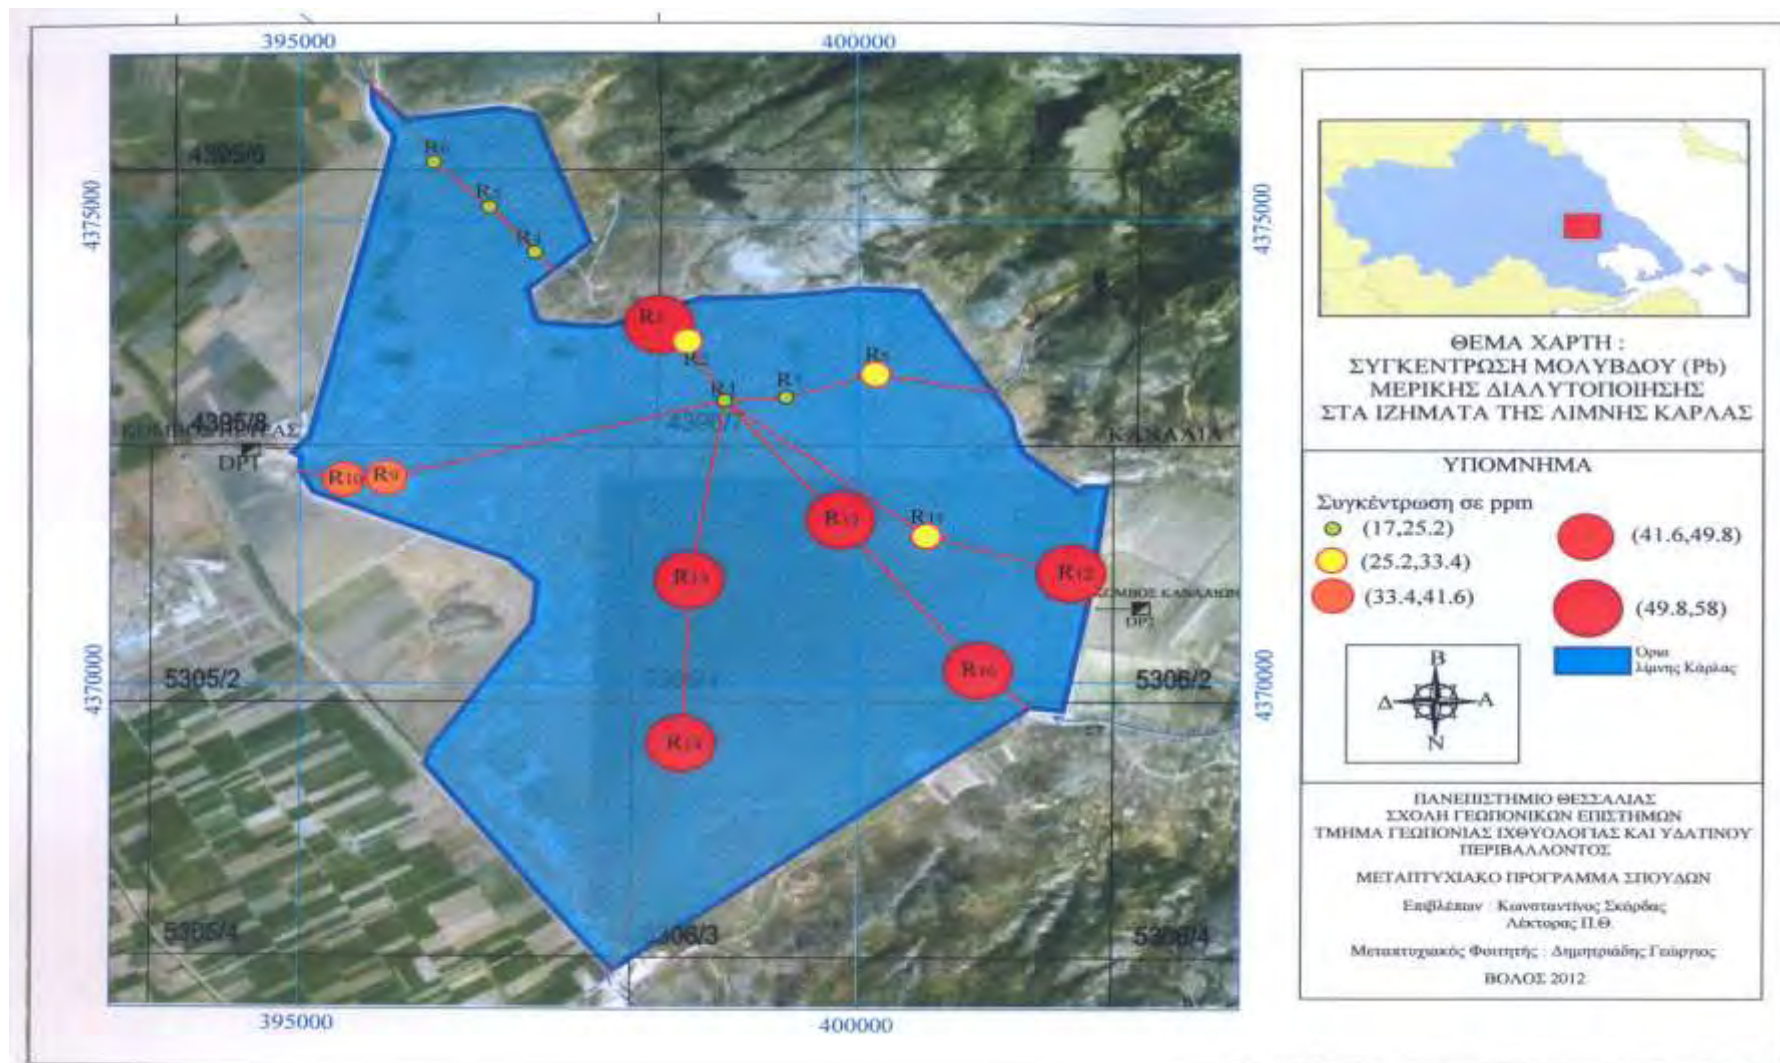 395000
400000
4395/6
R6
R5
R4
4375000
4375000
R3
R2
R1
R7
R8
4395/8
DP1
ΚΑΝΑΛΙΑ
R10
R9
R11
R13
R12
ΚΟΜΒΟΣ ΚΑΝΑΛΙΩΝ
DP2
R16
R14
5305/2
5306/2
4370000
4370000
5305/4
5306/3
5306/4
395000
400000
ΘΕΜΑ ΧΑΡΤΗ :
ΣΥΓΚΕΝΤΡΩΣΗ ΜΟΛΥΒΔΟΥ (Pb)
ΜΕΡΙΚΗΣ ΔΙΑΛΥΤΟΠΟΙΗΣΗΣ
ΣΤΑ ΙΖΗΜΑΤΑ ΤΗΣ ΛΙΜΝΗΣ ΚΑΡΛΑΣ
ΥΠΟΜΝΗΜΑ
Συγκέντρωση σε ppm
(17,25.2)
(25.2,33.4)
(33.4,41.6)
(41.6,49.8)
(49.8,58)
Όρια
λίμνης Κάρλας
Β
Δ
Α
Ν
ΠΑΝΕΠΙΣΤΗΜΙΟ ΘΕΣΣΑΛΙΑΣ
ΣΧΟΛΗ ΓΕΩΠΟΝΙΚΩΝ ΕΠΙΣΤΗΜΩΝ
ΤΜΗΜΑ ΓΕΩΠΟΝΙΑΣ ΙΧΘΥΟΛΟΓΙΑΣ ΚΑΙ ΥΔΑΤΙΝΟΥ
ΠΕΡΙΒΑΛΛΟΝΤΟΣ
ΜΕΤΑΠΤΥΧΙΑΚΟ ΠΡΟΓΡΑΜΜΑ ΣΠΟΥΔΩΝ
Επιβλέπων : Κωνσταντίνος Σκόρδας
Λέκτορας Π.Θ.
Μεταπτυχιακός Φοιτητής : Δημητριάδης Γεώργιος
ΒΟΛΟΣ 2012